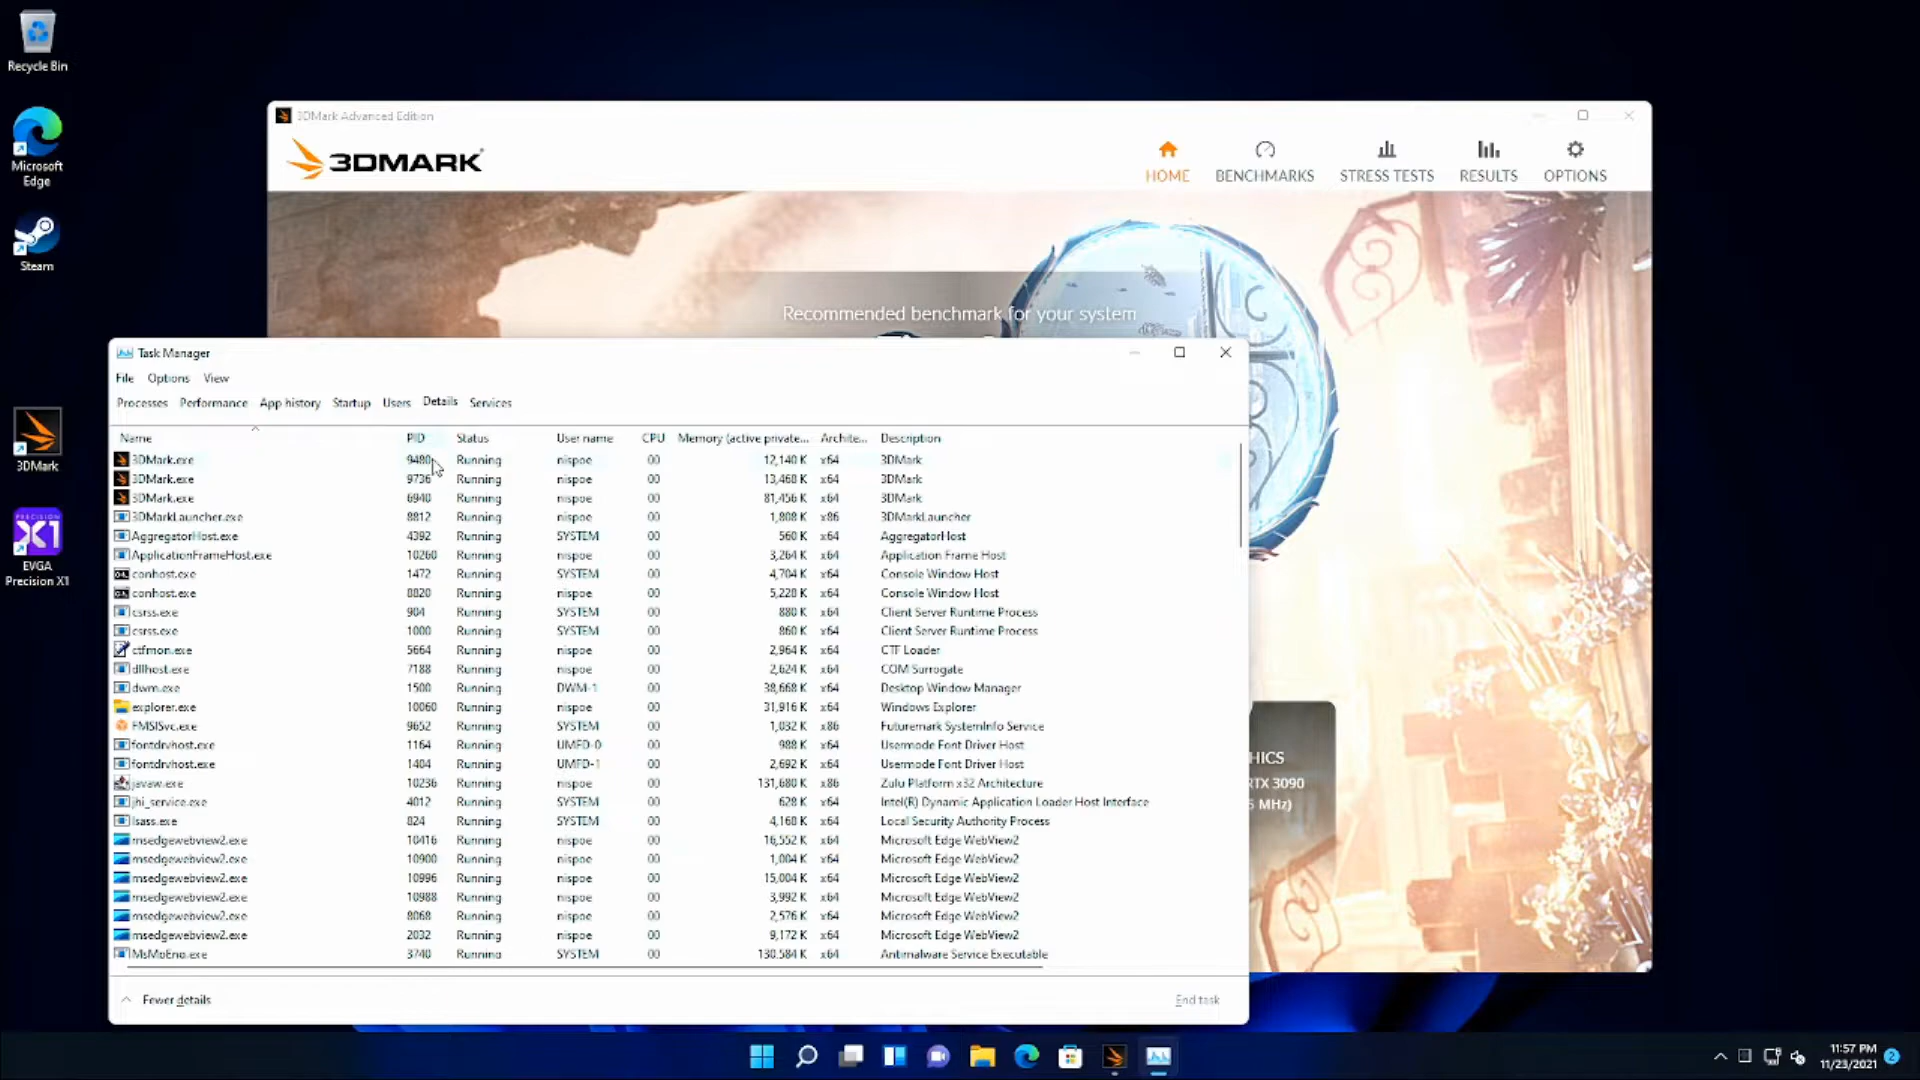 Recycle Bin
Microsoft
Edge
Steam
3DMark
PRECISION
X1
EVGA
Precision X1
3DMark Advanced Edition
3DMARK
HOME BENCHMARKS STRESS TESTS RESULTS OPTIONS
Recommended benchmark for your system
HICS
RTX 3090
5 MHz)
Task Manager
File Options View
Processes Performance App history Startup Users Details Services
Name PID Status User name CPU Memory (active private... Archite... Description
3DMark.exe 9480 Running nispoe 00 12,140 K x64 3DMark
3DMark.exe 9736 Running nispoe 00 13,468 K x64 3DMark
3DMark.exe 6940 Running nispoe 00 81,456 K x64 3DMark
3DMarkLauncher.exe 8812 Running nispoe 00 1,808 K x86 3DMarkLauncher
AggregatorHost.exe 4392 Running SYSTEM 00 560 K x64 AggregatorHost
ApplicationFrameHost.exe 10260 Running nispoe 00 3,264 K x64 Application Frame Host
conhost.exe 1472 Running SYSTEM 00 4,704 K x64 Console Window Host
conhost.exe 8820 Running nispoe 00 5,228 K x64 Console Window Host
csrss.exe 904 Running SYSTEM 00 880 K x64 Client Server Runtime Process
csrss.exe 1000 Running SYSTEM 00 860 K x64 Client Server Runtime Process
ctfmon.exe 5664 Running nispoe 00 2,964 K x64 CTF Loader
dllhost.exe 7188 Running nispoe 00 2,624 K x64 COM Surrogate
dwm.exe 1500 Running DWM-1 00 38,668 K x64 Desktop Window Manager
explorer.exe 10060 Running nispoe 00 31,916 K x64 Windows Explorer
FMSISvc.exe 9652 Running SYSTEM 00 1,032 K x86 Futuremark SystemInfo Service
fontdrvhost.exe 1164 Running UMFD-0 00 988 K x64 Usermode Font Driver Host
fontdrvhost.exe 1404 Running UMFD-1 00 2,692 K x64 Usermode Font Driver Host
javaw.exe 10236 Running nispoe 00 131,680 K x86 Zulu Platform x32 Architecture
jhi_service.exe 4012 Running SYSTEM 00 628 K x64 Intel(R) Dynamic Application Loader Host Interface
lsass.exe 824 Running SYSTEM 00 4,168 K x64 Local Security Authority Process
msedgewebview2.exe 10416 Running nispoe 00 16,552 K x64 Microsoft Edge WebView2
msedgewebview2.exe 10900 Running nispoe 00 1,004 K x64 Microsoft Edge WebView2
msedgewebview2.exe 10996 Running nispoe 00 15,004 K x64 Microsoft Edge WebView2
msedgewebview2.exe 10988 Running nispoe 00 3,992 K x64 Microsoft Edge WebView2
msedgewebview2.exe 8068 Running nispoe 00 2,576 K x64 Microsoft Edge WebView2
msedgewebview2.exe 2032 Running nispoe 00 9,172 K x64 Microsoft Edge WebView2
MsMpEng.exe 3740 Running SYSTEM 00 130,584 K x64 Antimalware Service Executable
Fewer details End task
11:57 PM
11/23/2021
2